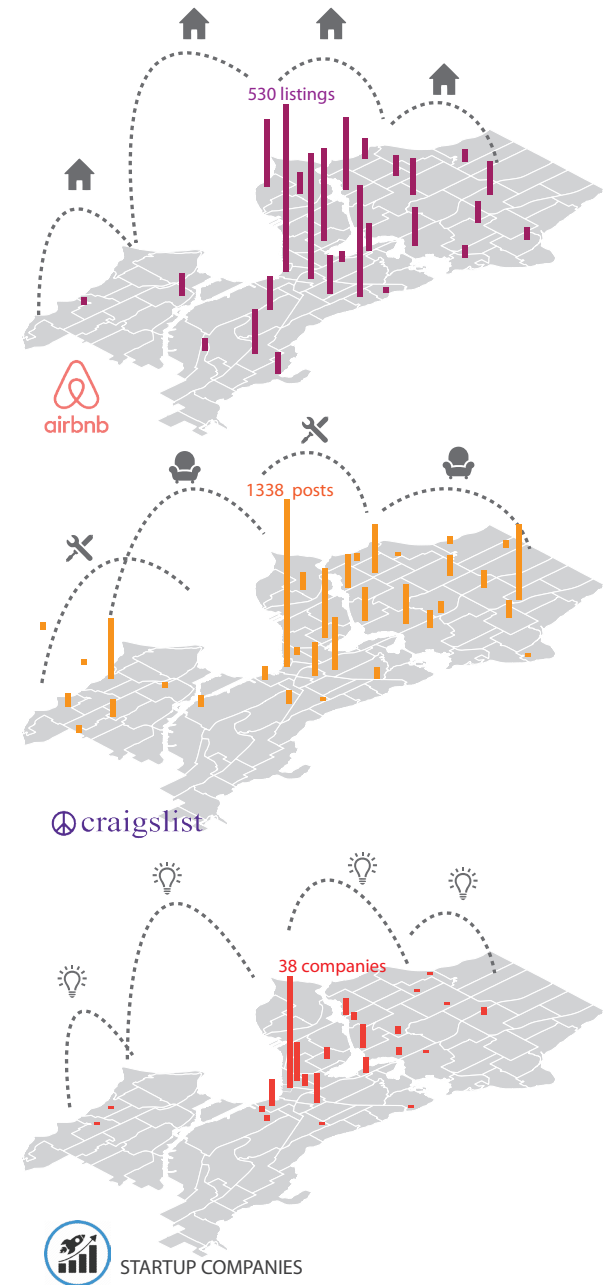 530 listings
airbnb
1338 posts
craigslist
38 companies
STARTUP COMPANIES